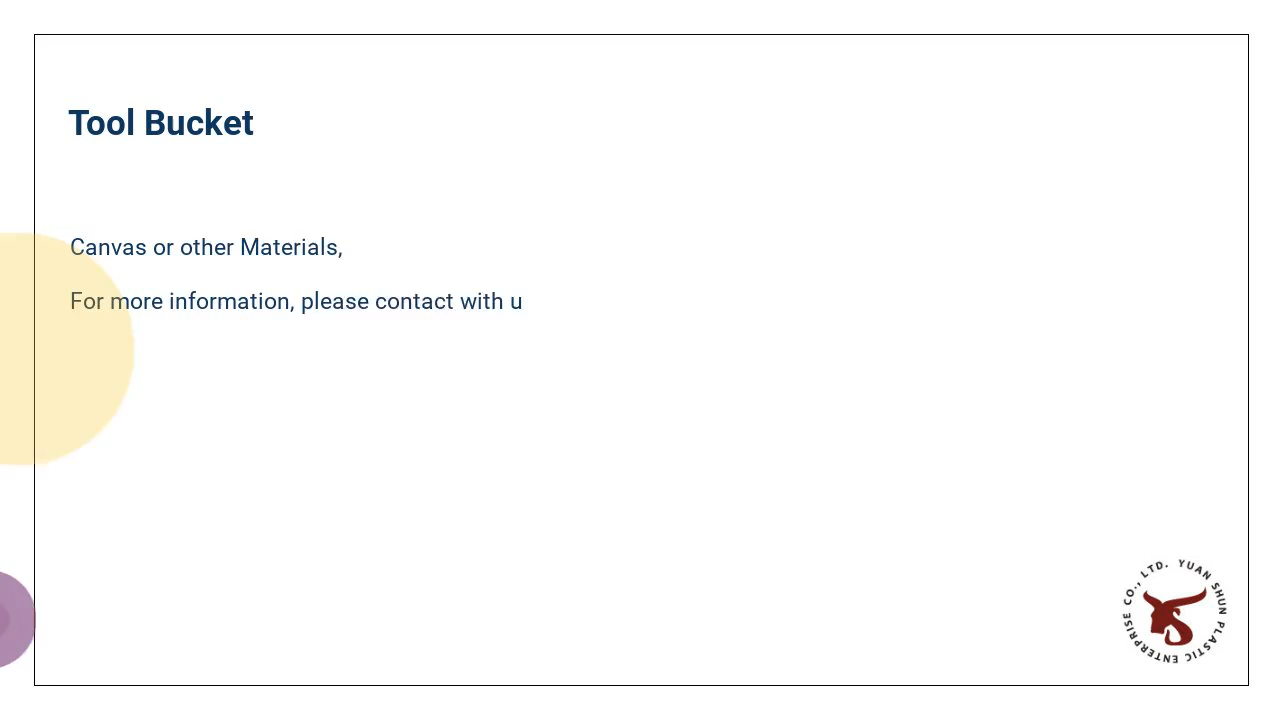 Tool Bucket
Canvas or other Materials,
For more information, please contact with u
YUAN SHUN PLASTIC ENTERPRISE CO., LTD.